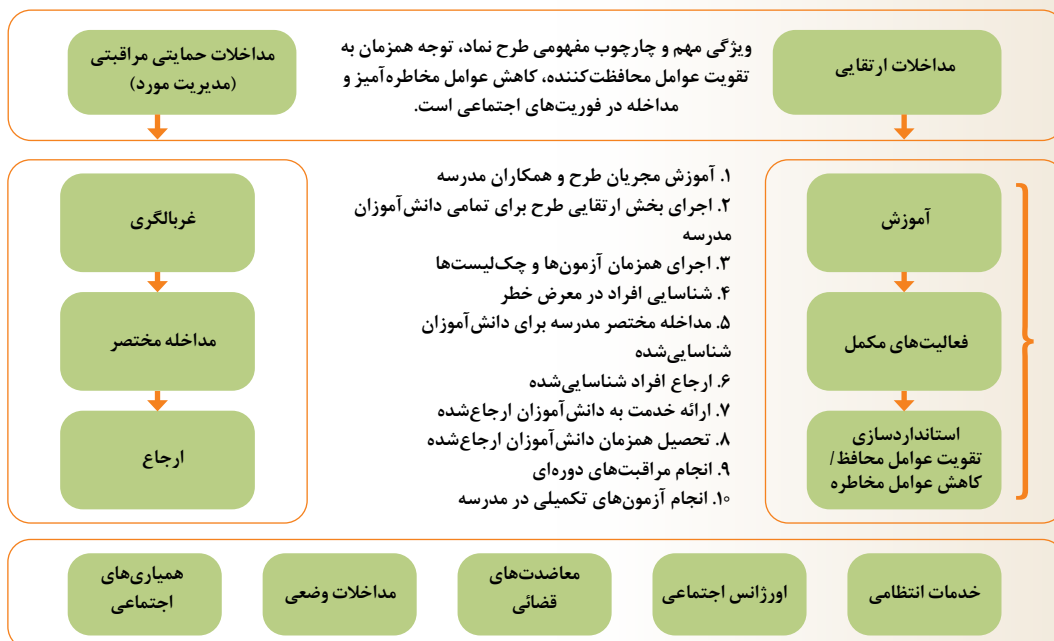 مداخلات ارتقایی
ویژگی مهم و چارچوب مفهومی طرح نماد، توجه همزمان به
تقویت عوامل محافظت‌کننده، کاهش عوامل مخاطره‌آمیز و
مداخله در فوریت‌های اجتماعی است.
مداخلات حمایتی مراقبتی
(مدیریت مورد)
آموزش
فعالیت‌های مکمل
استانداردسازی
تقویت عوامل محافظ/
کاهش عوامل مخاطره
۱. آموزش مجریان طرح و همکاران مدرسه
۲. اجرای بخش ارتقایی طرح برای تمامی دانش‌آموزان
مدرسه
۳. اجرای همزمان آزمون‌ها و چک‌لیست‌ها
۴. شناسایی افراد در معرض خطر
۵. مداخله مختصر مدرسه برای دانش‌آموزان
شناسایی‌شده
۶. ارجاع افراد شناسایی‌شده
۷. ارائه خدمت به دانش‌آموزان ارجاع‌شده
۸. تحصیل همزمان دانش‌آموزان ارجاع‌شده
۹. انجام مراقبت‌های دوره‌ای
۱۰. انجام آزمون‌های تکمیلی در مدرسه
غربالگری
مداخله مختصر
ارجاع
خدمات انتظامی
اورژانس اجتماعی
معاضدت‌های
قضائی
مداخلات وضعی
همیاری‌های
اجتماعی